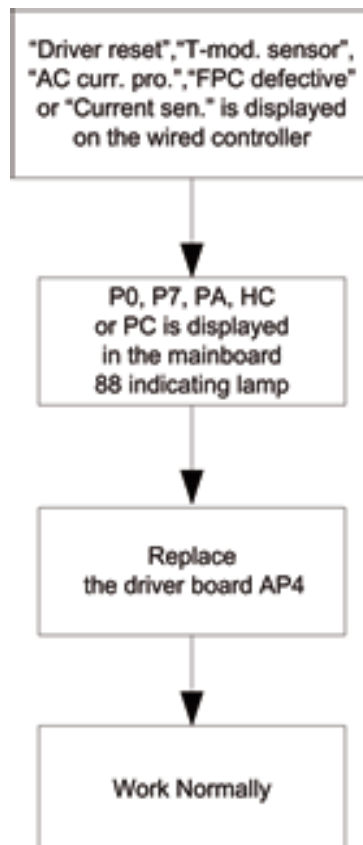 “Driver reset”,“T-mod. sensor”,
“AC curr. pro.”,“FPC defective”
or “Current sen.” is displayed
on the wired controller
P0, P7, PA, HC
or PC is displayed
in the mainboard
88 indicating lamp
Replace
the driver board AP4
Work Normally